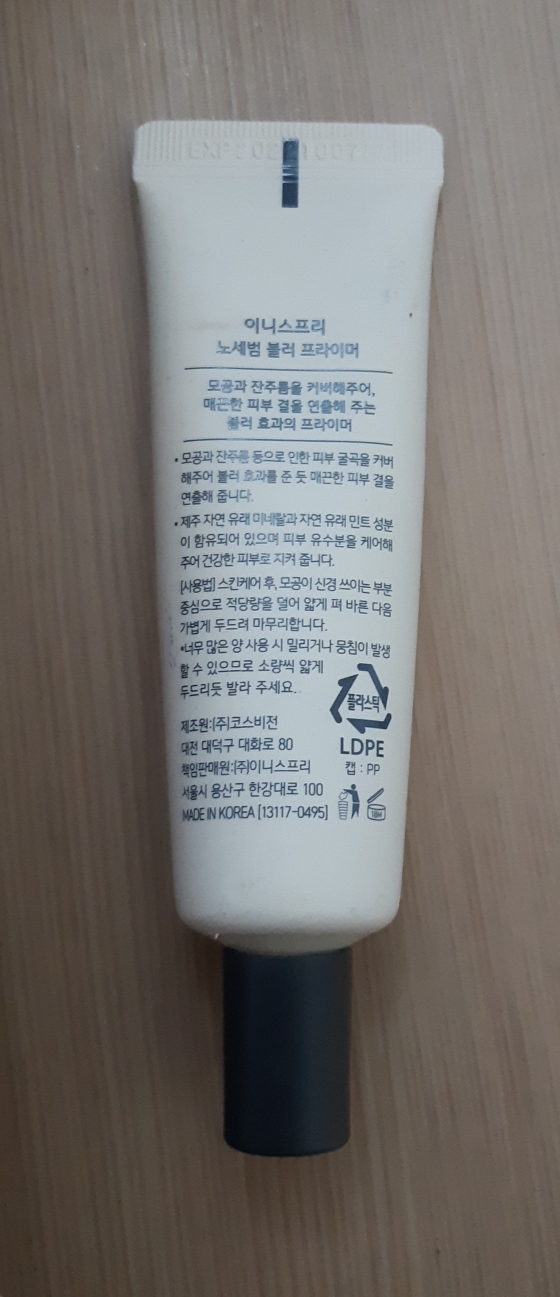 이니스프리
노세범 블러 프라이머
모공과 잔주름을 커버해주어,
매끈한 피부 결을 연출해 주는
블러 효과의 프라이머
• 모공과 잔주름 등으로 인한 피부 굴곡을 커버
해주어 블러 효과를 준 듯 매끈한 피부 결을
연출해 줍니다.
• 제주 자연 유래 미네랄과 자연 유래 민트 성분
이 함유되어 있으며 피부 유수분을 케어해
주어 건강한 피부로 지켜 줍니다.
[사용법] 스킨케어 후, 모공이 신경 쓰이는 부분
중심으로 적당량을 덜어 얇게 펴 바른 다음
가볍게 두드려 마무리합니다.
*너무 많은 양 사용 시 밀리거나 뭉침이 발생
할 수 있으므로 소량씩 얇게
두드리듯 발라 주세요.
플라스틱
LDPE
캡 : PP
제조원:(주)코스비전
대전 대덕구 대화로 80
책임판매원:(주)이니스프리
서울시 용산구 한강대로 100
MADE IN KOREA [13117-0495]
18M